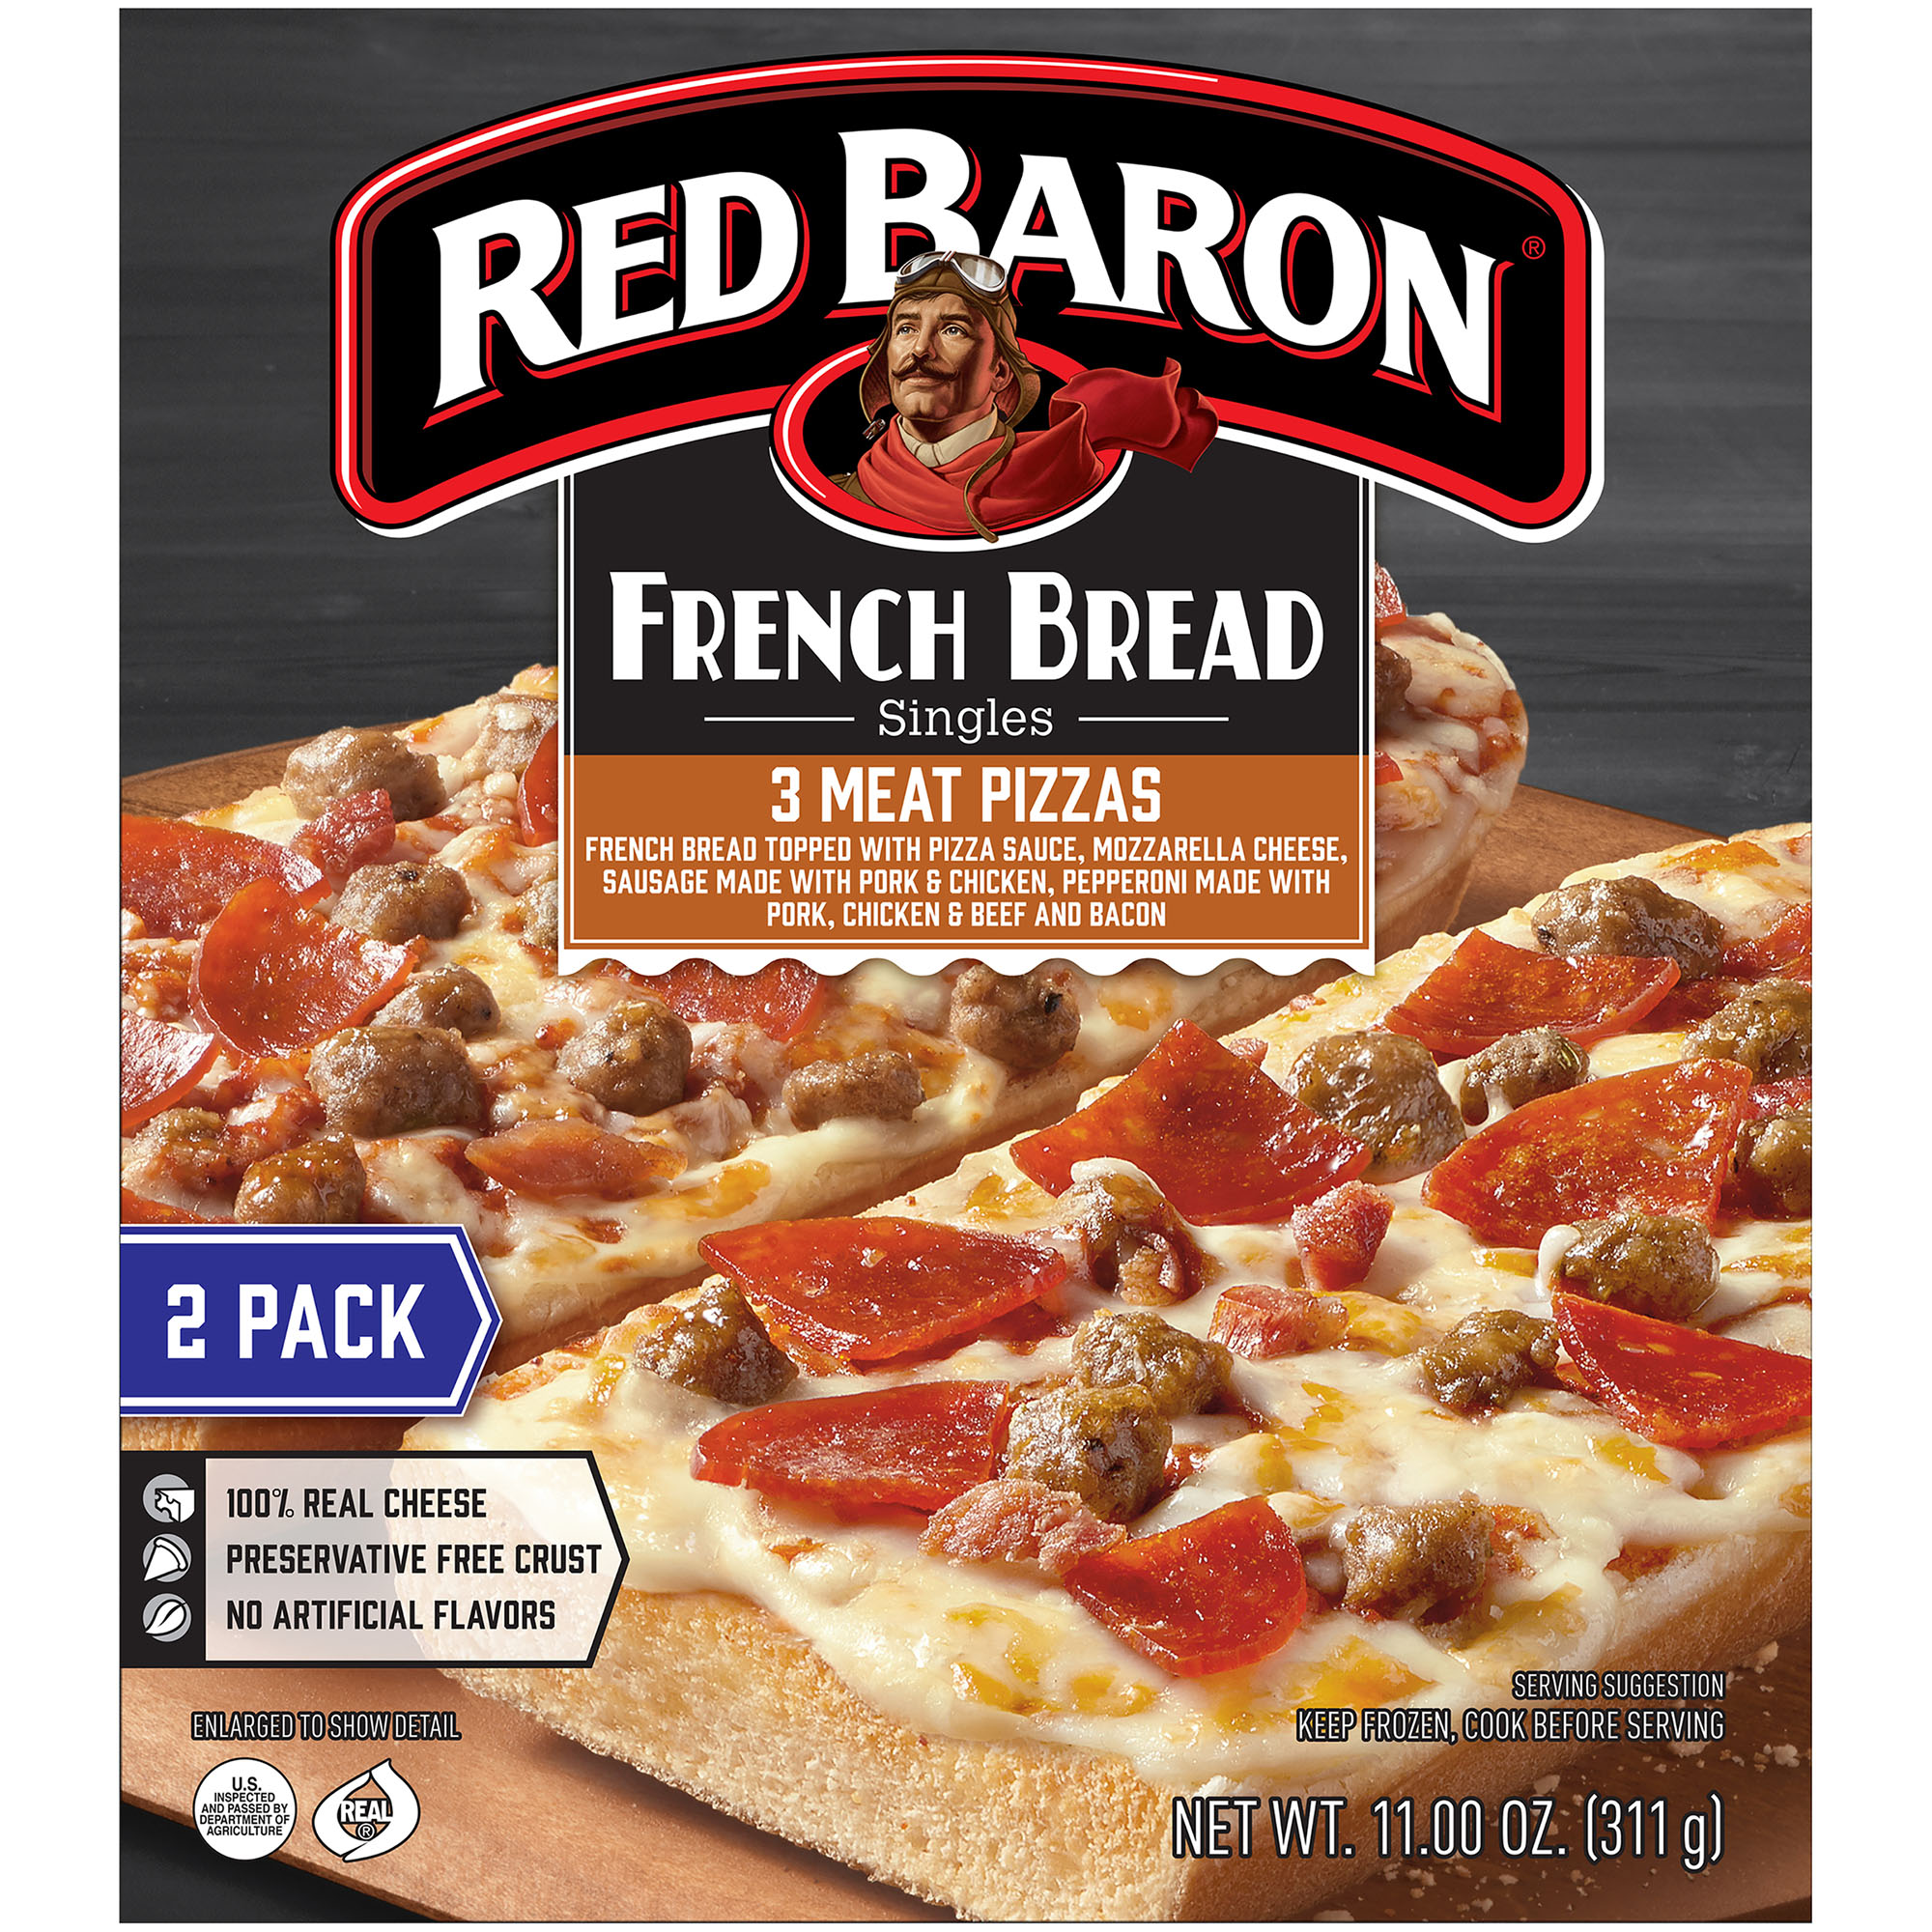 RED BARON®
FRENCH BREAD
Singles
3 MEAT PIZZAS
FRENCH BREAD TOPPED WITH PIZZA SAUCE, MOZZARELLA CHEESE,
SAUSAGE MADE WITH PORK & CHICKEN, PEPPERONI MADE WITH
PORK, CHICKEN & BEEF AND BACON
2 PACK
100% REAL CHEESE
PRESERVATIVE FREE CRUST
NO ARTIFICIAL FLAVORS
ENLARGED TO SHOW DETAIL
U.S.
INSPECTED
AND PASSED BY
DEPARTMENT OF
AGRICULTURE
REAL
®
SERVING SUGGESTION
KEEP FROZEN, COOK BEFORE SERVING
NET WT. 11.00 OZ. (311 g)